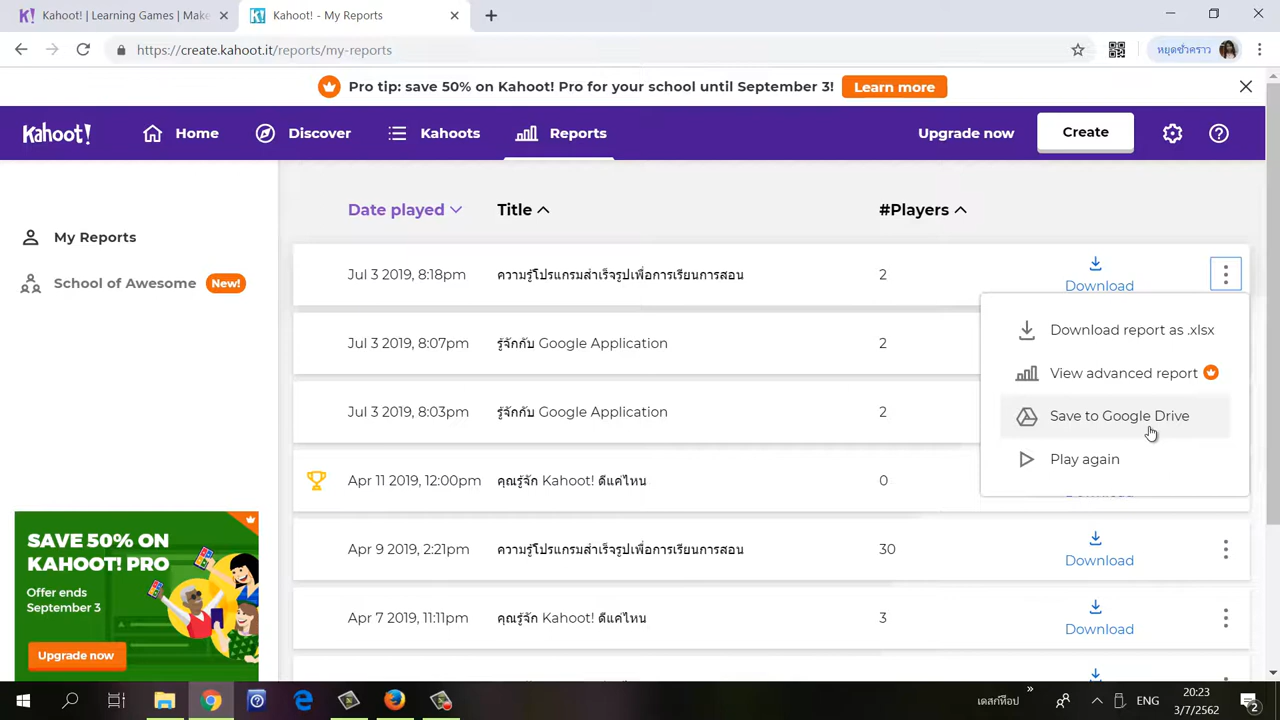 Kahoot! | Learning Games | Make
Kahoot! - My Reports
https://create.kahoot.it/reports/my-reports
หยุดชั่วคราว
Pro tip: save 50% on Kahoot! Pro for your school until September 3!
Learn more
Kahoot!
Home
Discover
Kahoots
Reports
Upgrade now
Create
My Reports
School of Awesome
New!
Date played
Title
#Players
Jul 3 2019, 8:18pm
ความรู้โปรแกรมสำเร็จรูปเพื่อการเรียนการสอน
2
Download
Jul 3 2019, 8:07pm
รู้จักกับ Google Application
2
Jul 3 2019, 8:03pm
รู้จักกับ Google Application
2
Apr 11 2019, 12:00pm
คุณรู้จัก Kahoot! ดีแค่ไหน
0
Apr 9 2019, 2:21pm
ความรู้โปรแกรมสำเร็จรูปเพื่อการเรียนการสอน
30
Download
Apr 7 2019, 11:11pm
คุณรู้จัก Kahoot! ดีแค่ไหน
3
Download
Download report as .xlsx
View advanced report
Save to Google Drive
Play again
SAVE 50% ON
KAHOOT! PRO
Offer ends
September 3
Upgrade now
เดสก์ท็อป
ENG
20:23
3/7/2562
2